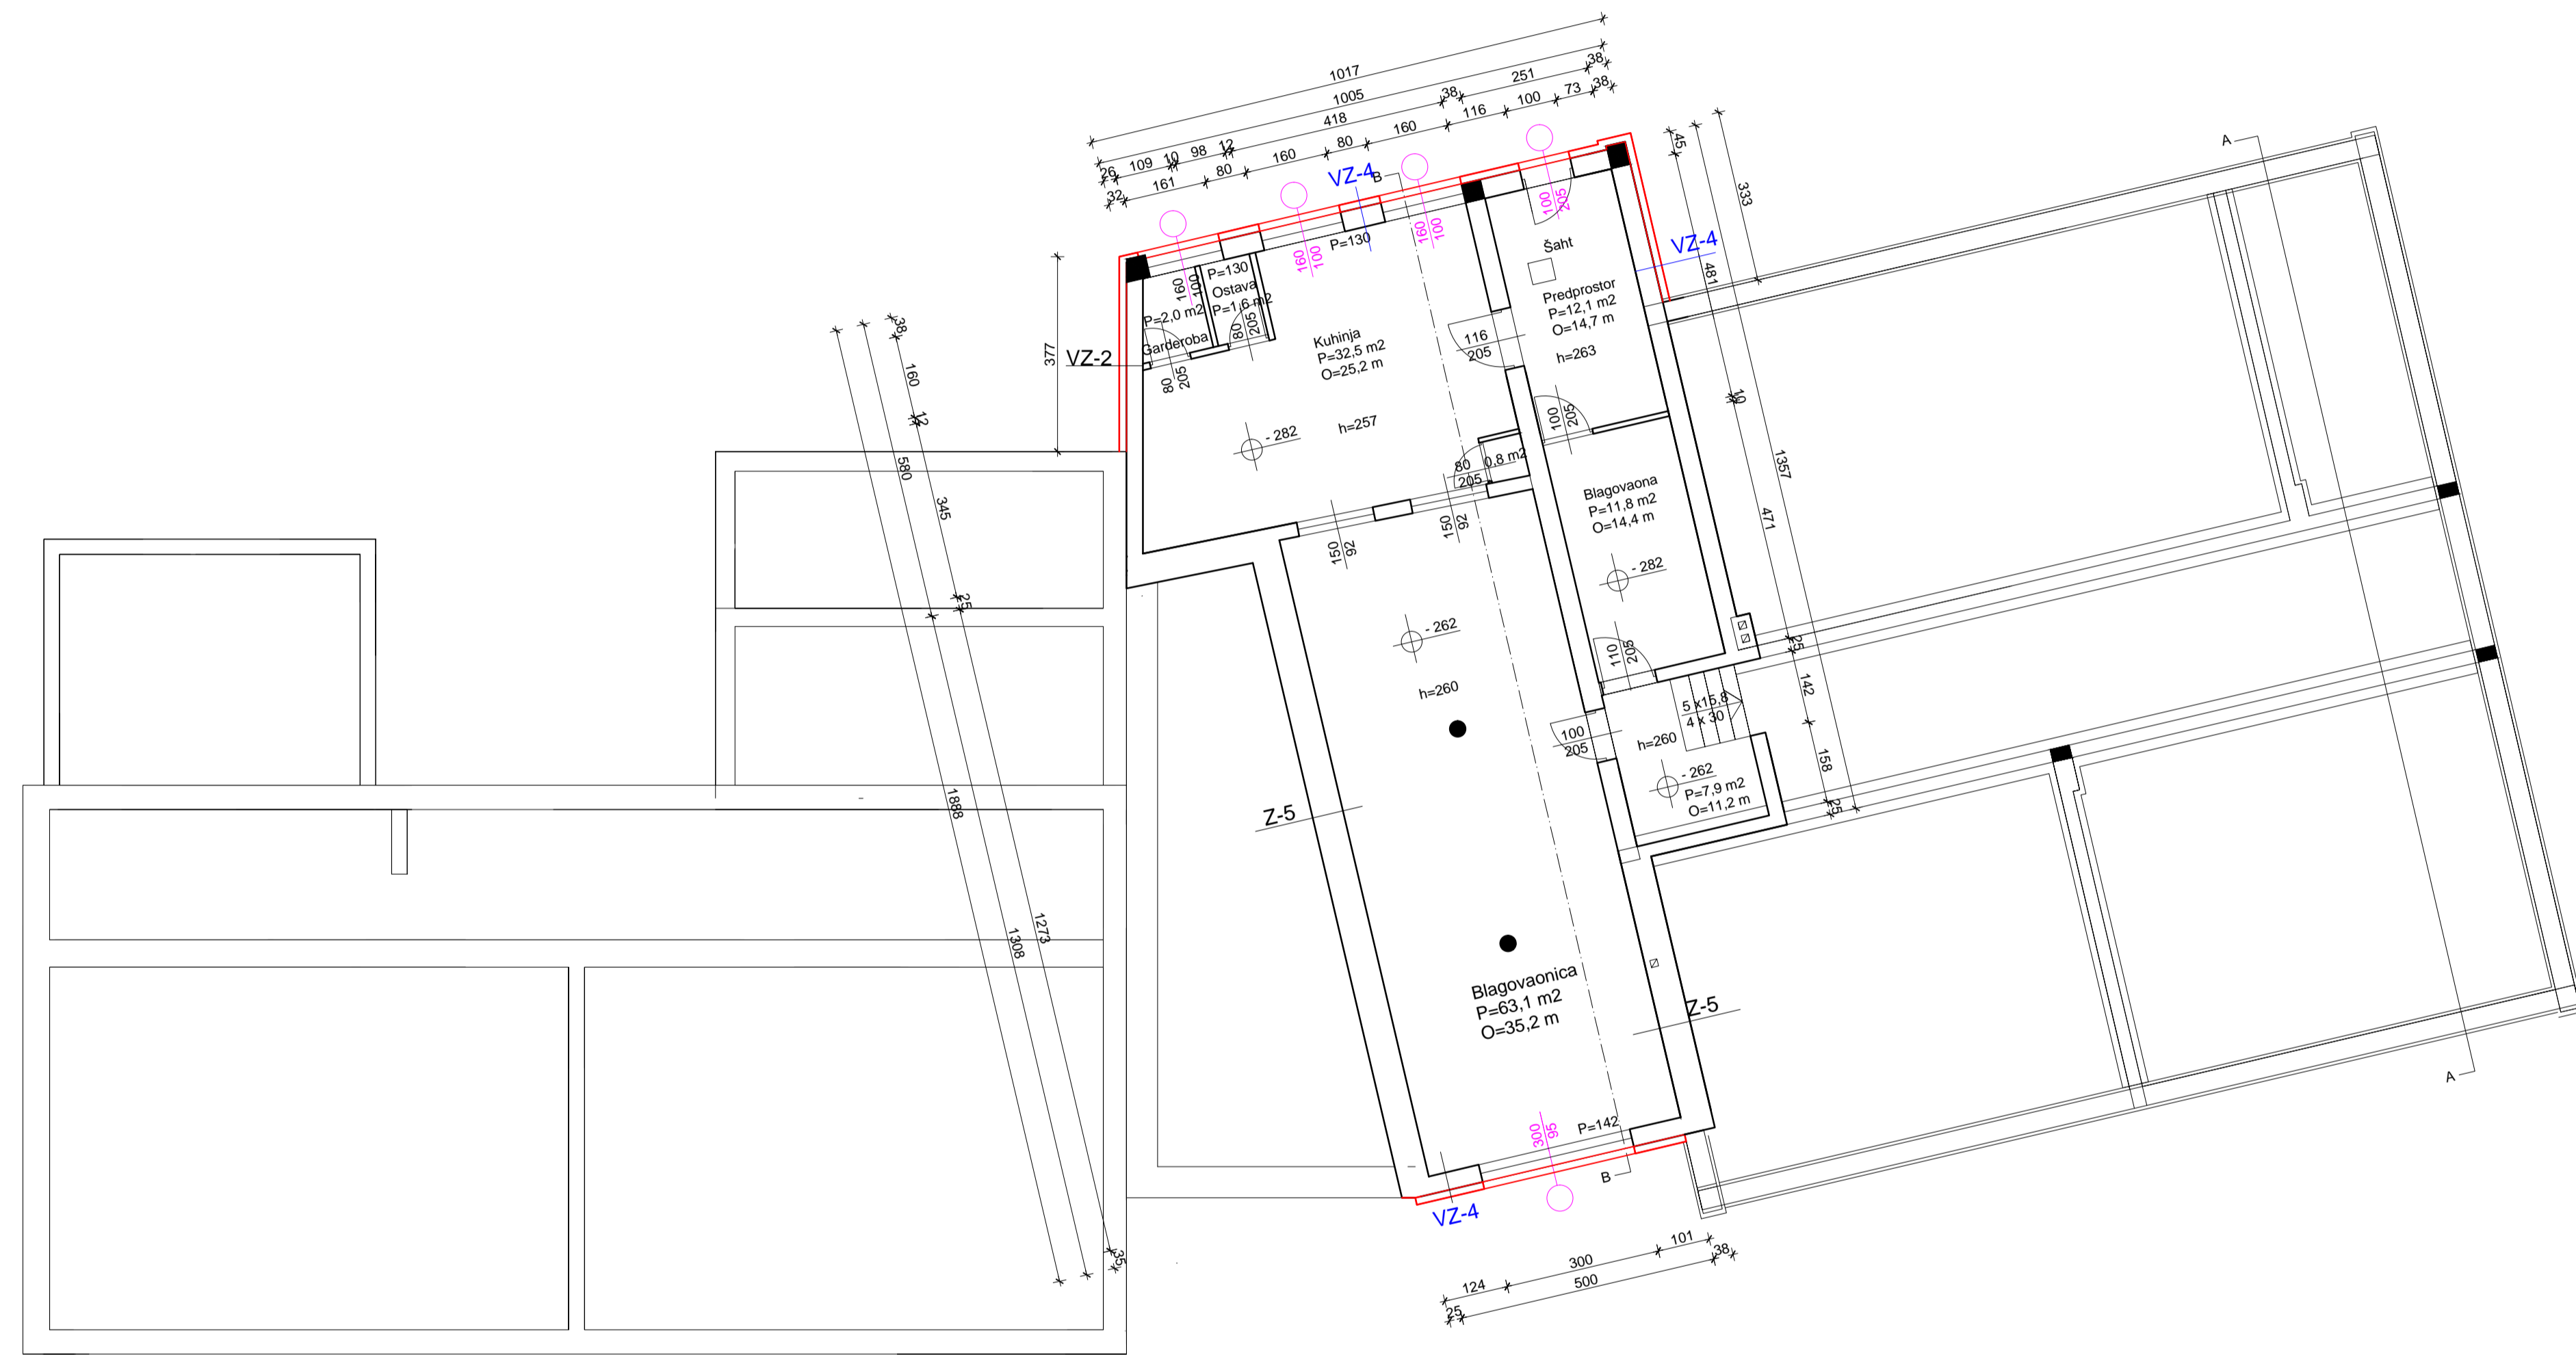 1017
1005
251
38
418
38
116
100
73
38
26
109
10
98
12
80
160
80
160
32
161
VZ-4
B
A
45
333
481
10
1357
471
25
142
158
25
100
205
160
100
160
100
P=130
Šaht
VZ-4
P=130
Ostava
P=1,6 m2
160
100
P=2,0 m2
Garderoba
80
205
80
205
VZ-2
377
Predprostor
P=12,1 m2
O=14,7 m
h=263
Kuhinja
P=32,5 m2
O=25,2 m
h=257
- 282
116
205
100
205
80
205
0,8 m2
Blagovaona
P=11,8 m2
O=14,4 m
- 282
150
92
150
92
38
160
12
580
345
25
1888
1308
1273
35
- 262
h=260
110
205
5 x15,8
4 x 30
100
205
h=260
- 262
P=7,9 m2
O=11,2 m
Z-5
Blagovaonica
P=63,1 m2
O=35,2 m
Z-5
A
300
95
P=142
B
VZ-4
124
300
101
38
25
500